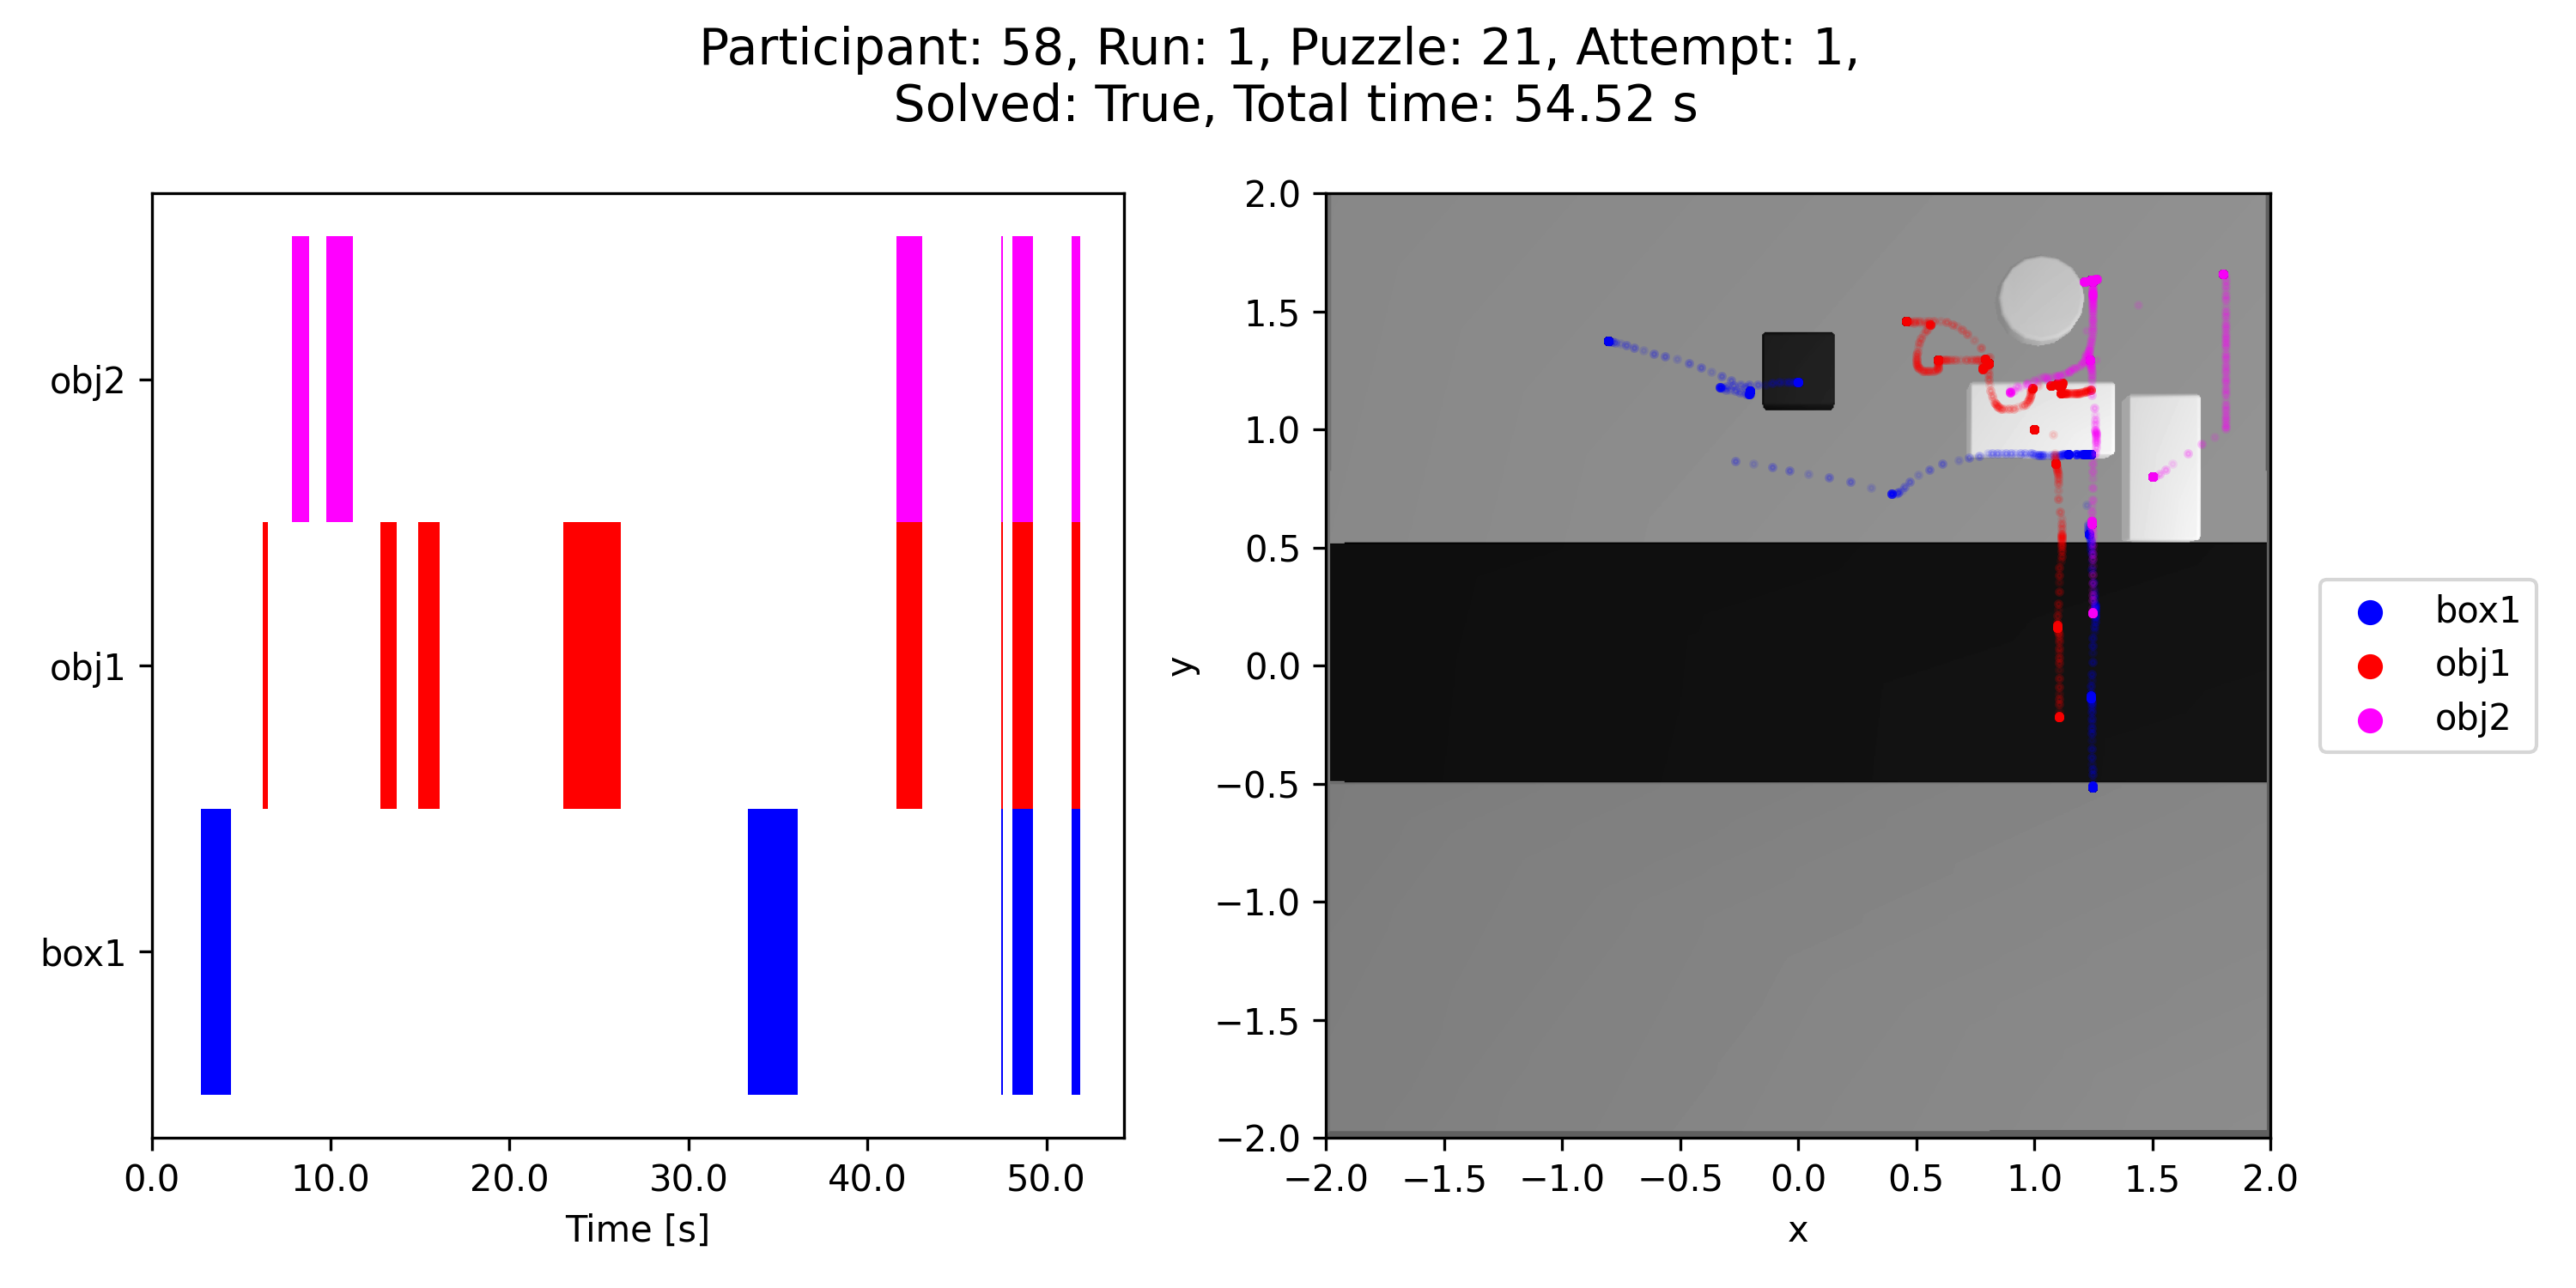 Participant: 58, Run: 1, Puzzle: 21, Attempt: 1,
Solved: True, Total time: 54.52 s
obj2
obj1
box1
0.0 10.0 20.0 30.0 40.0 50.0
Time [s]
2.0
1.5
1.0
0.5
0.0
−0.5
−1.0
−1.5
−2.0
y
−2.0 −1.5 −1.0 −0.5 0.0 0.5 1.0 1.5 2.0
x
box1
obj1
obj2